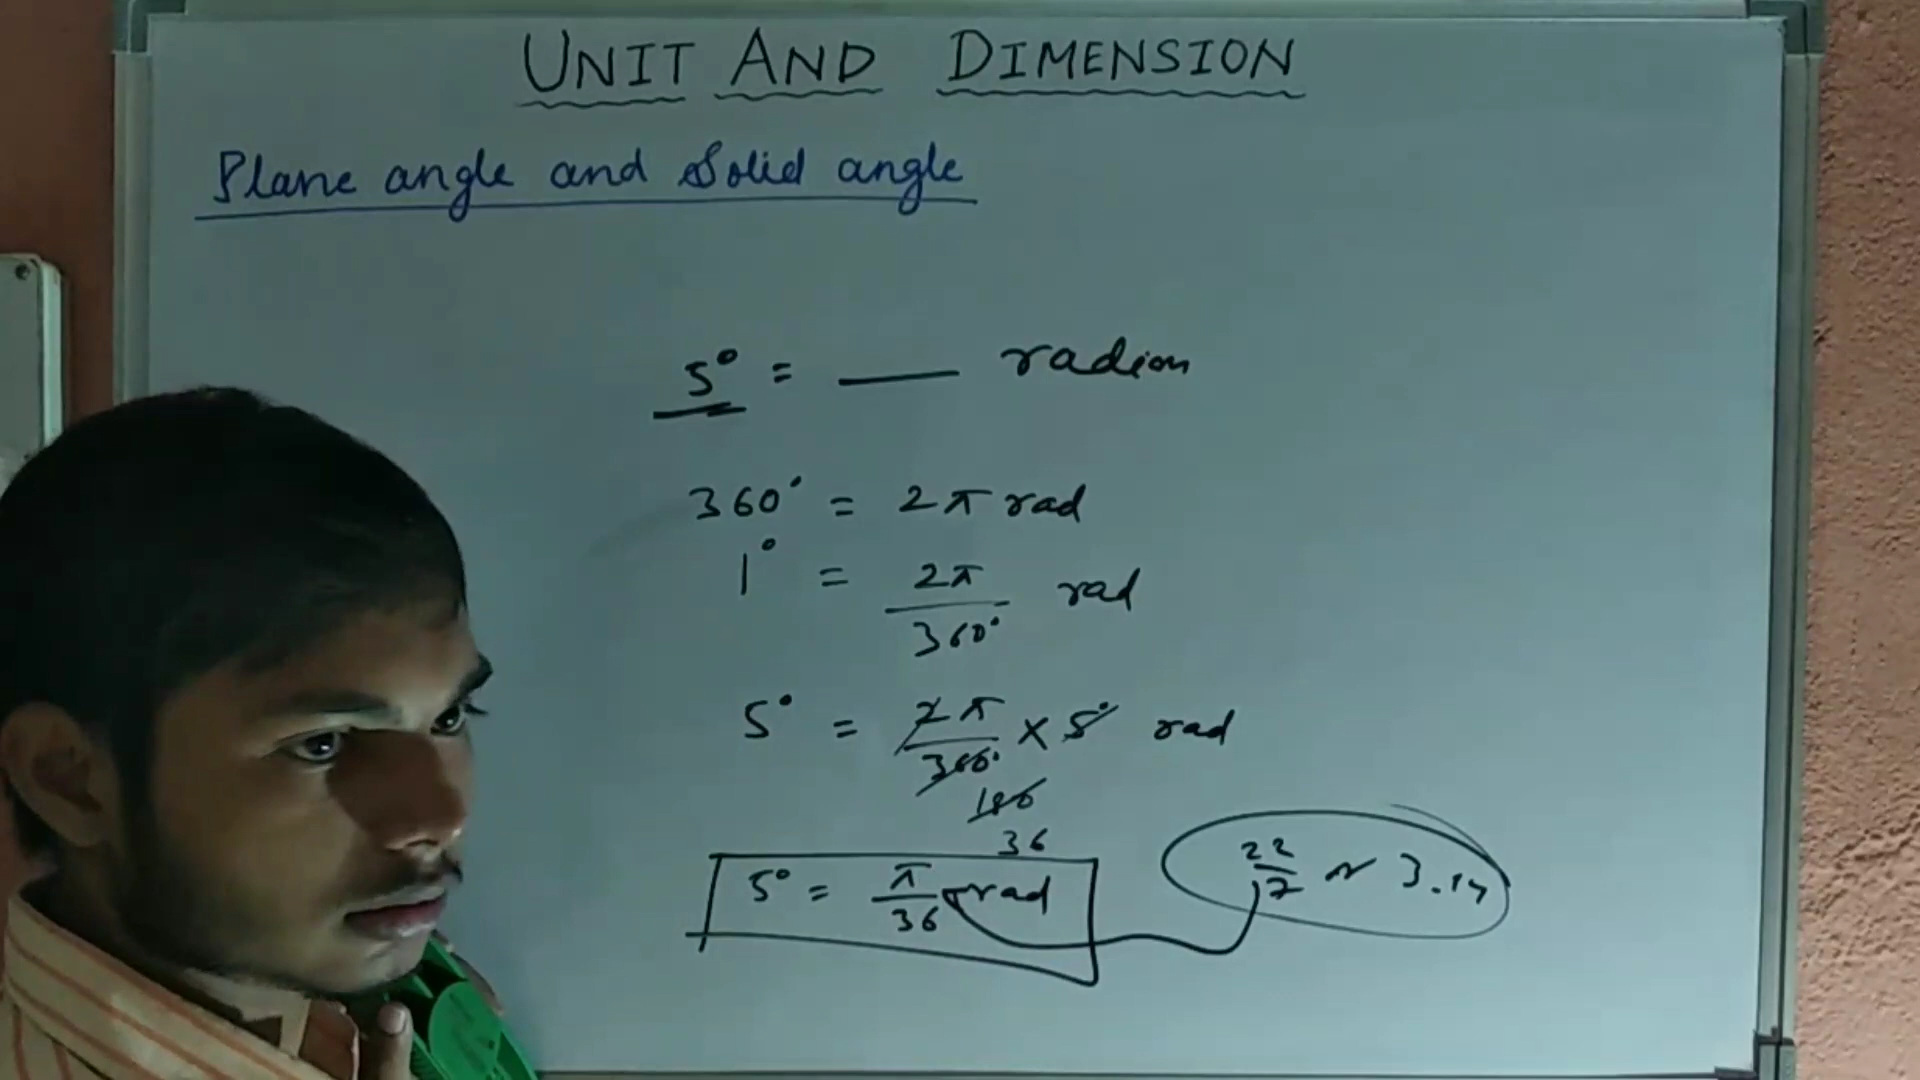 UNIT AND DIMENSION
Plane angle and Solid angle
5° = ___ radian
360° = 2π rad
1° = 2π/360° rad
5° = 2π/360° × 5° rad
180
36
5° = π/36 rad
22/7 ~ 3.14